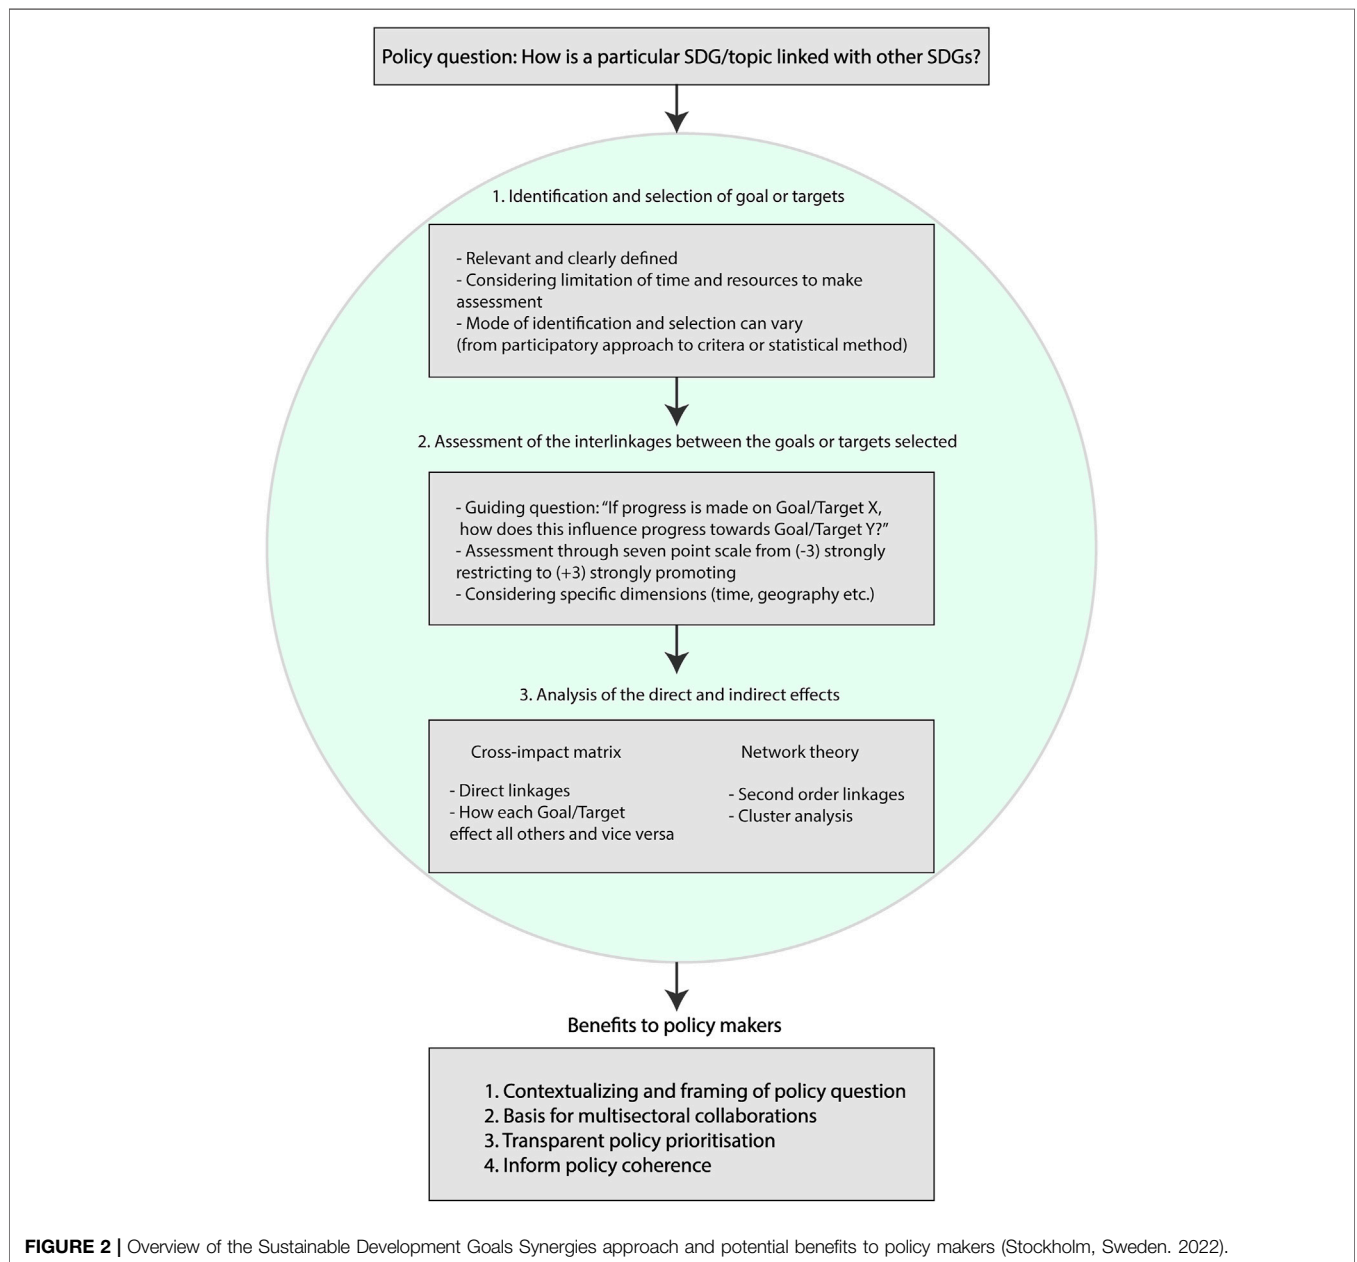 Policy question: How is a particular SDG/topic linked with other SDGs?
1. Identification and selection of goal or targets
- Relevant and clearly defined
- Considering limitation of time and resources to make
assessment
- Mode of identification and selection can vary
(from participatory approach to critera or statistical method)
2. Assessment of the interlinkages between the goals or targets selected
- Guiding question: “If progress is made on Goal/Target X,
how does this influence progress towards Goal/Target Y?”
- Assessment through seven point scale from (-3) strongly
restricting to (+3) strongly promoting
- Considering specific dimensions (time, geography etc.)
3. Analysis of the direct and indirect effects
Cross-impact matrix
- Direct linkages
- How each Goal/Target
effect all others and vice versa
Network theory
- Second order linkages
- Cluster analysis
Benefits to policy makers
1. Contextualizing and framing of policy question
2. Basis for multisectoral collaborations
3. Transparent policy prioritisation
4. Inform policy coherence
FIGURE 2 | Overview of the Sustainable Development Goals Synergies approach and potential benefits to policy makers (Stockholm, Sweden. 2022).